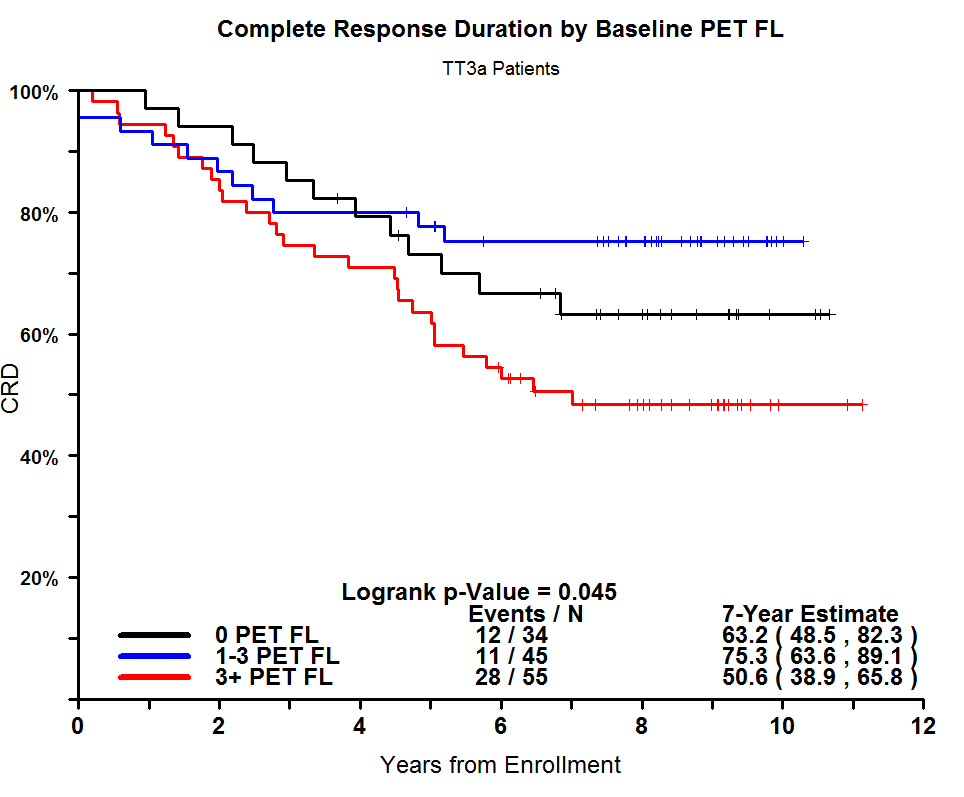 Complete Response Duration by Baseline PET FL
TT3a Patients
100%
80%
60%
40%
20%
CRD
Logrank p-Value = 0.045
Events / N 7-Year Estimate
0 PET FL 12 / 34 63.2 ( 48.5 , 82.3 )
1-3 PET FL 11 / 45 75.3 ( 63.6 , 89.1 )
3+ PET FL 28 / 55 50.6 ( 38.9 , 65.8 )
0 2 4 6 8 10 12
Years from Enrollment